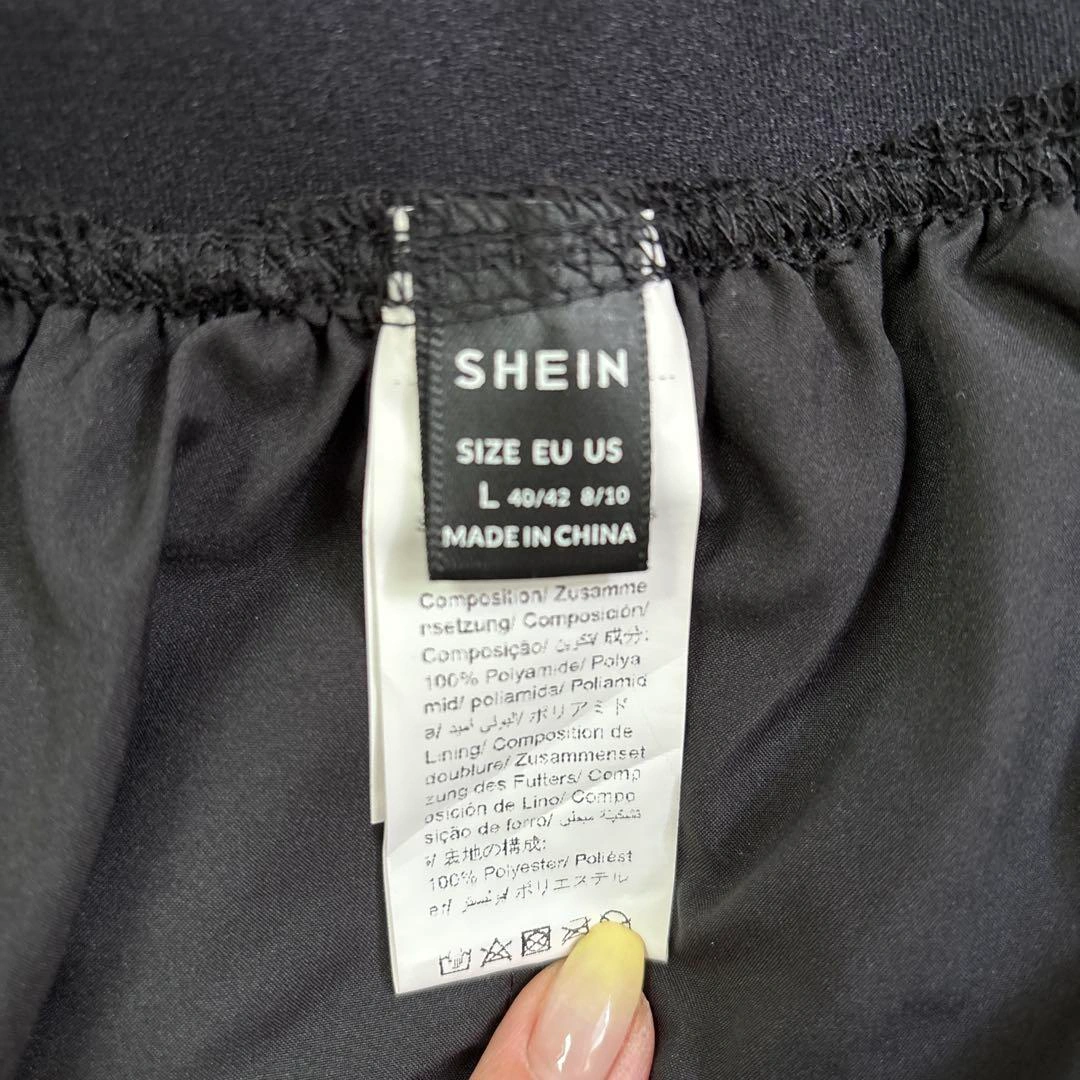 SHEIN
SIZE EU US
L 40/42 8/10
MADE IN CHINA
Composition/ Zusamme
nsetzung/ Composición/
Composição/ تكوين/ 成分:
100% Polyamide/ Polya
mid/ poliamida/ Poliamid
a/ البولي اميد/ ポリアミド
Lining/ Composition de
doublure/ Zusammenset
zung des Futters/ Comp
osición de Lino/ Compo
sição de forro/
/ 表地の構成:
100% Polyester/ Poliést
er/ ポリエステル